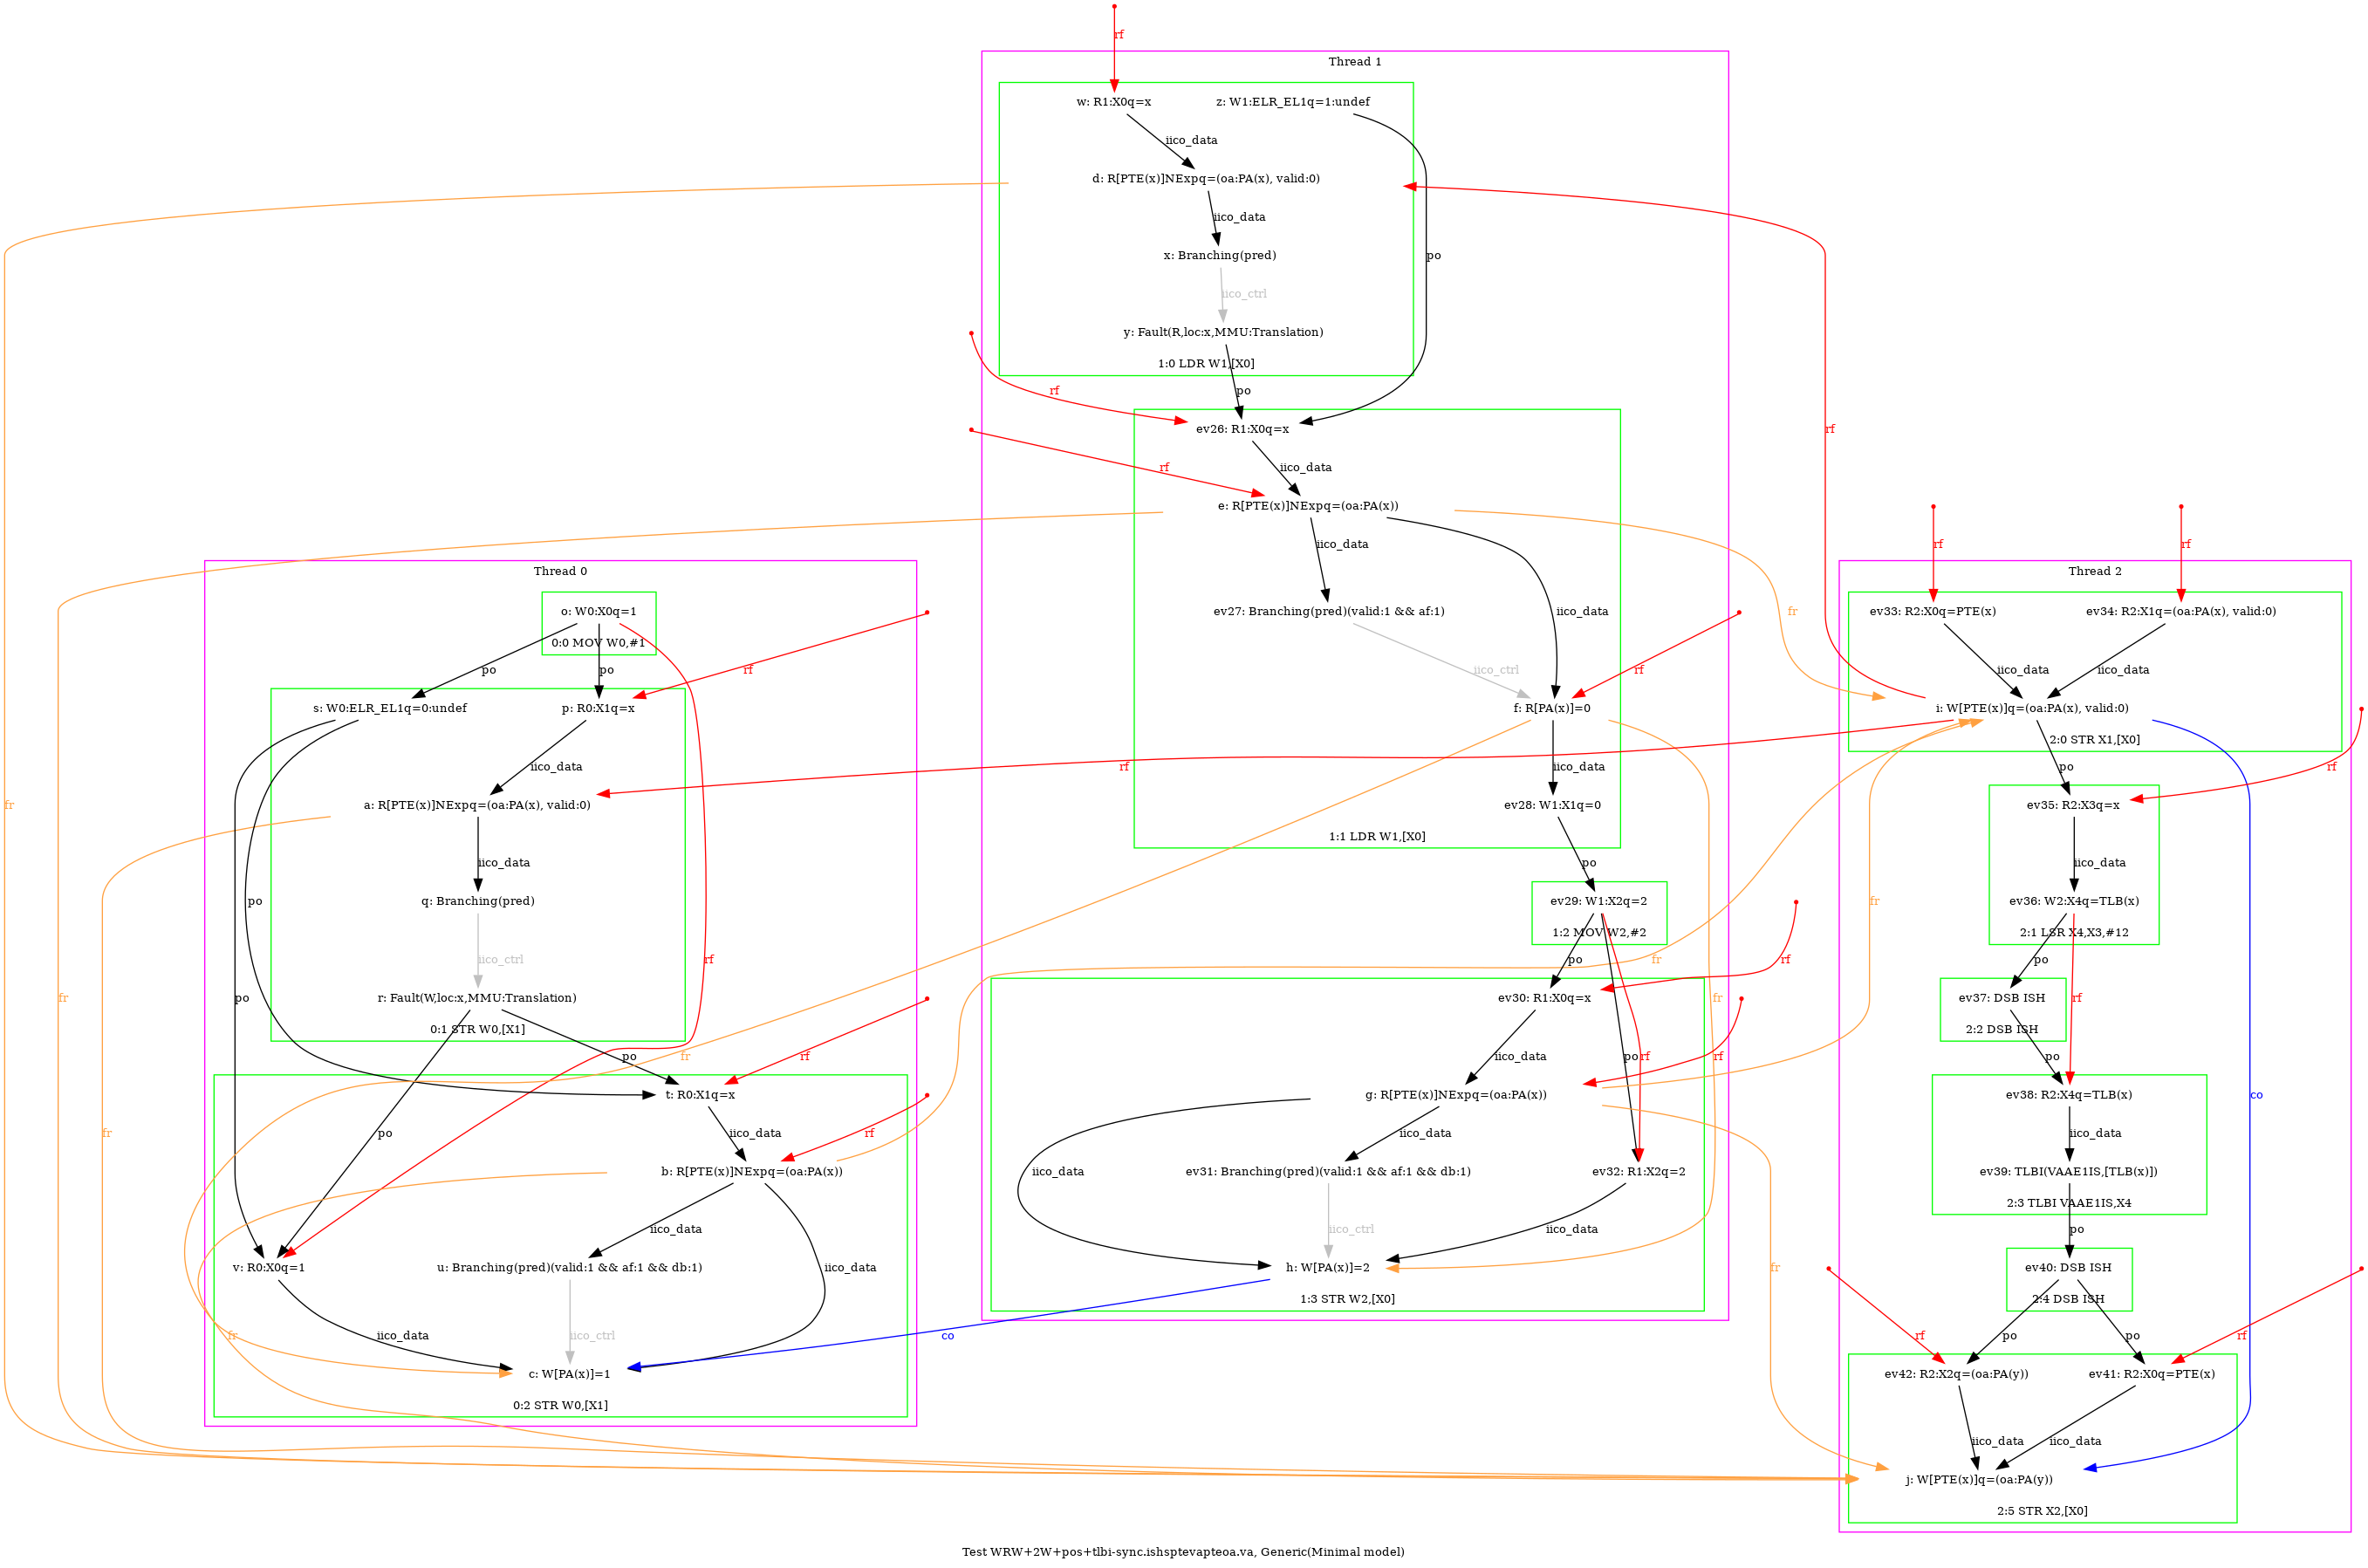 rf
Thread 1
w: R1:X0q=x
z: W1:ELR_EL1q=1:undef
iico_data
d: R[PTE(x)]NExpq=(oa:PA(x), valid:0)
iico_data
x: Branching(pred)
po
iico_ctrl
y: Fault(R,loc:x,MMU:Translation)
1:0 LDR W1,[X0]
rf
po
ev26: R1:X0q=x
rf
rf
iico_data
e: R[PTE(x)]NExpq=(oa:PA(x))
iico_data
ev27: Branching(pred)(valid:1 && af:1)
iico_data
fr
iico_ctrl
rf
f: R[PA(x)]=0
iico_data
ev28: W1:X1q=0
1:1 LDR W1,[X0]
po
ev29: W1:X2q=2
1:2 MOV W2,#2
po
fr
rf
ev30: R1:X0q=x
fr
iico_data
po
rf
rf
g: R[PTE(x)]NExpq=(oa:PA(x))
iico_data
iico_data
ev31: Branching(pred)(valid:1 && af:1 && db:1)
ev32: R1:X2q=2
iico_ctrl
iico_data
h: W[PA(x)]=2
1:3 STR W2,[X0]
fr
co
Thread 0
o: W0:X0q=1
0:0 MOV W0,#1
po
po
rf
s: W0:ELR_EL1q=0:undef
p: R0:X1q=x
iico_data
rf
fr
a: R[PTE(x)]NExpq=(oa:PA(x), valid:0)
iico_data
po
q: Branching(pred)
iico_ctrl
rf
r: Fault(W,loc:x,MMU:Translation)
0:1 STR W0,[X1]
fr
po
po
fr
rf
t: R0:X1q=x
fr
po
iico_data
rf
b: R[PTE(x)]NExpq=(oa:PA(x))
iico_data
v: R0:X0q=1
u: Branching(pred)(valid:1 && af:1 && db:1)
iico_data
fr
iico_data
iico_ctrl
c: W[PA(x)]=1
0:2 STR W0,[X1]
rf
rf
Thread 2
ev33: R2:X0q=PTE(x)
ev34: R2:X1q=(oa:PA(x), valid:0)
iico_data
iico_data
i: W[PTE(x)]q=(oa:PA(x), valid:0)
2:0 STR X1,[X0]
po
rf
ev35: R2:X3q=x
fr
iico_data
ev36: W2:X4q=TLB(x)
2:1 LSR X4,X3,#12
po
rf
ev37: DSB ISH
2:2 DSB ISH
po
ev38: R2:X4q=TLB(x)
co
iico_data
ev39: TLBI(VAAE1IS,[TLB(x)])
2:3 TLBI VAAE1IS,X4
po
ev40: DSB ISH
2:4 DSB ISH
rf
po
po
rf
ev42: R2:X2q=(oa:PA(y))
ev41: R2:X0q=PTE(x)
iico_data
iico_data
j: W[PTE(x)]q=(oa:PA(y))
2:5 STR X2,[X0]
Test WRW+2W+pos+tlbi-sync.ishsptevapteoa.va, Generic(Minimal model)